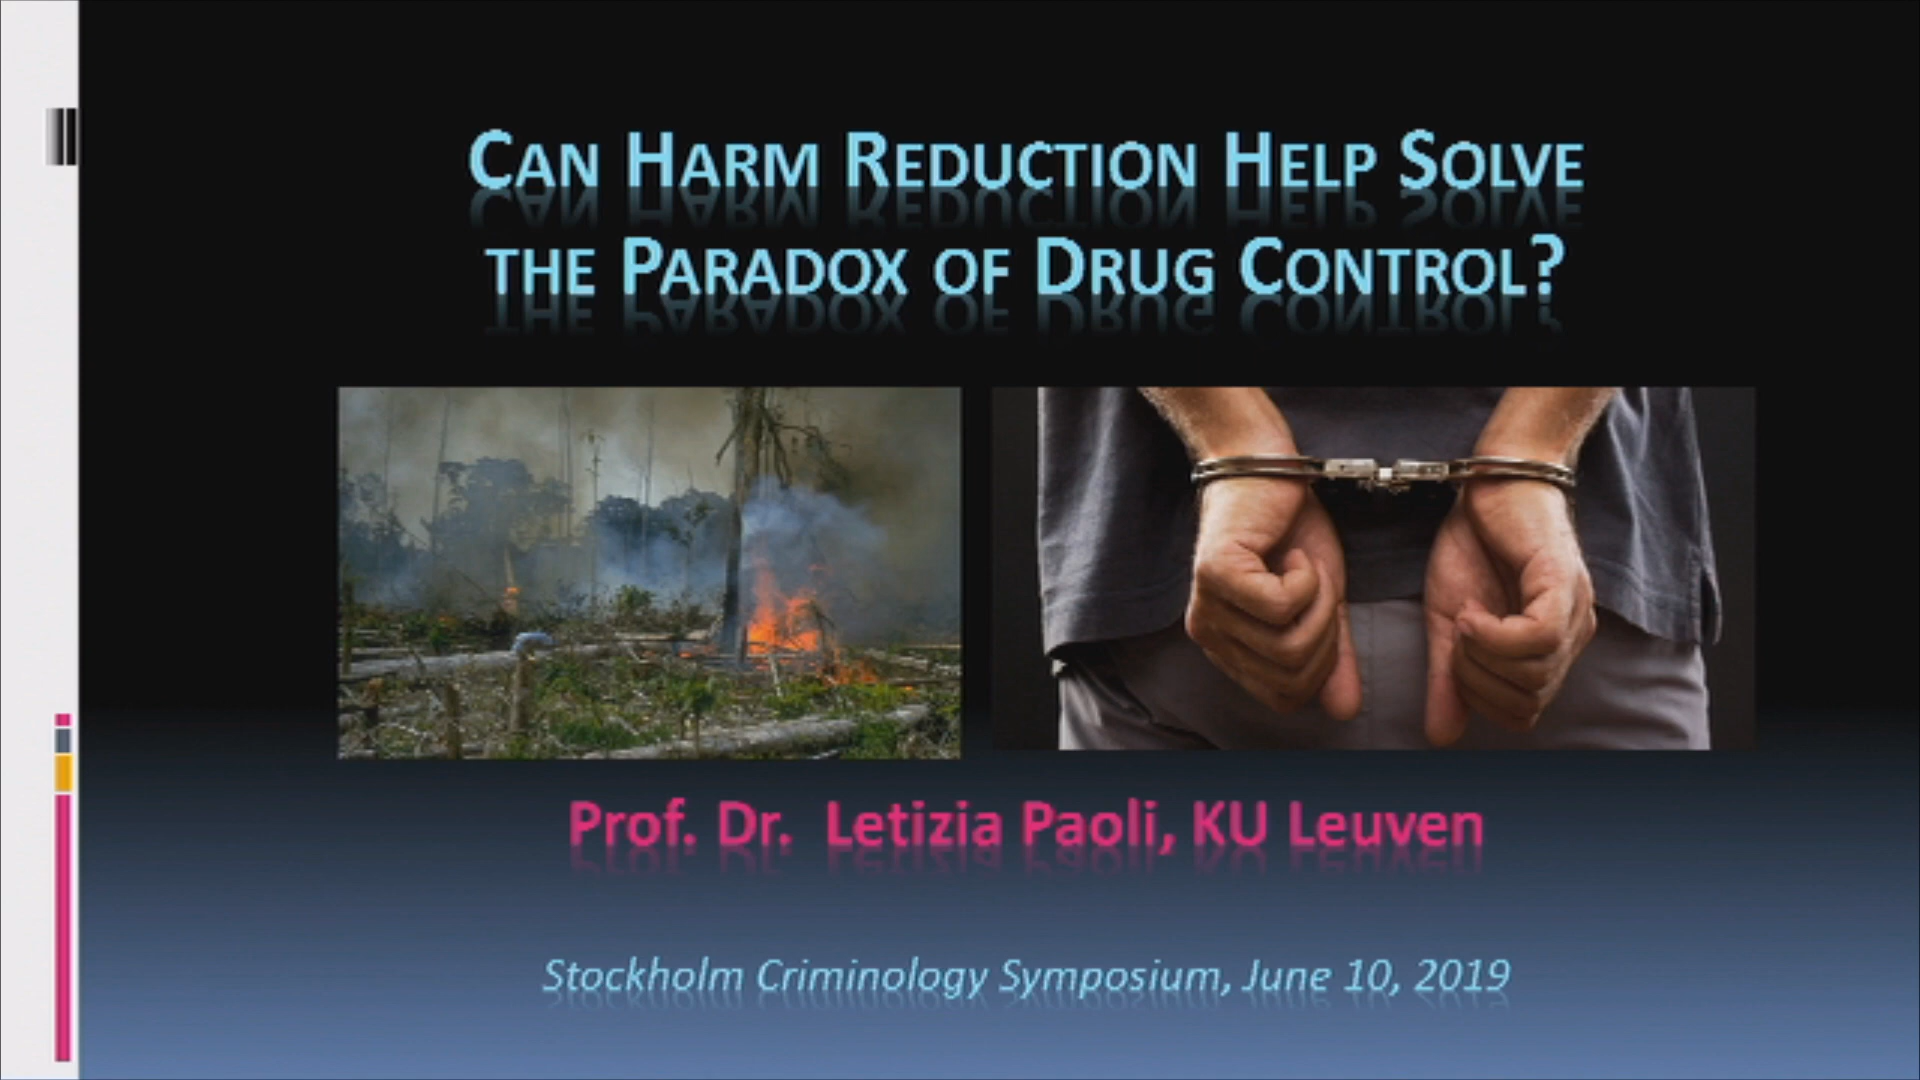 Can Harm Reduction Help Solve
the Paradox of Drug Control?
Prof. Dr. Letizia Paoli, KU Leuven
Stockholm Criminology Symposium, June 10, 2019